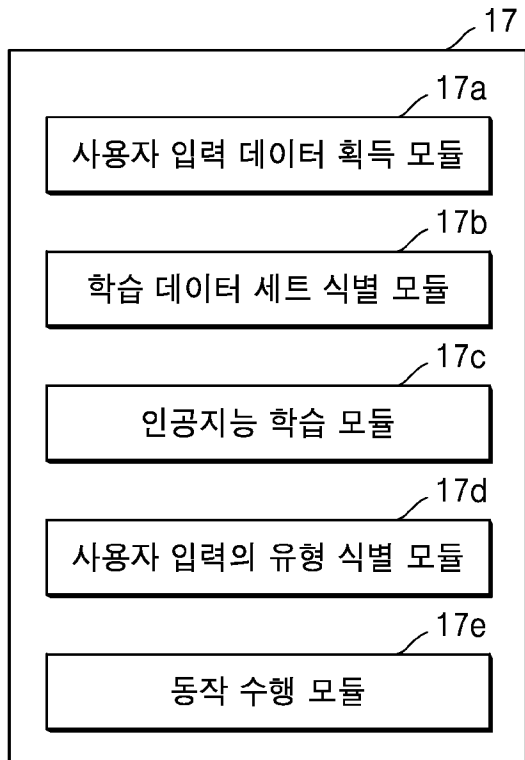 17
17a
사용자 입력 데이터 획득 모듈
17b
학습 데이터 세트 식별 모듈
17c
인공지능 학습 모듈
17d
사용자 입력의 유형 식별 모듈
17e
동작 수행 모듈